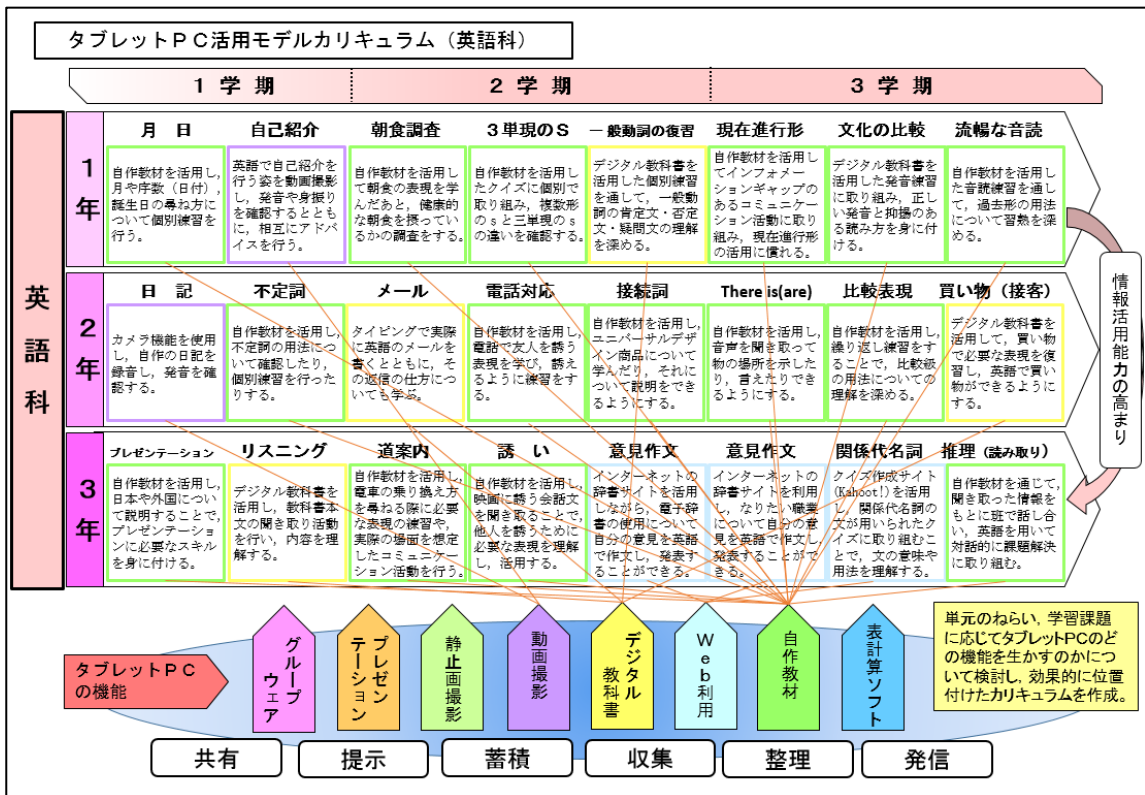 タブレットPC活用モデルカリキュラム（英語科）
1学期
2学期
3学期
英語科
1年
月　日
自作教材を活用し,
月や序数（日付）,
誕生日の尋ね方に
ついて個別練習を
行う。
自己紹介
英語で自己紹介を
行う姿を動画撮影
し，発音や身振り
を確認するととも
に，相互にアドバ
イスを行う。
朝食調査
自作教材を活用し
て朝食の表現を学
んだあと，健康的
な朝食を摂ってい
るかの調査をする。
3単現のS
自作教材を活用し
たクイズに個別で
取り組み，複数形
のｓと三単現のｓ
の違いを確認する。
一般動詞の復習
デジタル教科書を
活用した個別練習
を通して，一般動
詞の肯定文・否定
文・疑問文の理解
を深める。
現在進行形
自作教材を活用し
てインフォメー
ションギャップの
あるコミュニケー
ション活動に取り
組み，現在進行形
の活用に慣れる。
文化の比較
デジタル教科書を
活用した発音練習
に取り組み，正し
い発音と抑揚のあ
る読み方を身に付
ける。
流暢な音読
自作教材を活用し
た音読練習を通し
て，過去形の用法
について習熟を深
める。
2年
日　記
カメラ機能を使用
し，自作の日記を
録音し，発音を確
認する。
不定詞
自作教材を活用し,
不定詞の用法につ
いて確認したり，
個別練習を行った
りする。
メール
タイピングで実際
に英語のメールを
書くとともに，そ
の返信の仕方につ
いても学ぶ。
電話対応
自作教材を活用し,
電話で友人を誘う
表現を学び，誘え
るように練習をす
る。
接続詞
自作教材を活用し,
ユニバーサルデザ
イン商品について
学んだり，それに
ついて説明をでき
るようにする。
There is(are)
自作教材を活用し,
音声を聞き取って
物の場所を示した
り，言えたりでき
るようにする。
比較表現
自作教材を活用し,
繰り返し練習をす
ることで，比較級
の用法についての
理解を深める。
買い物（接客）
デジタル教科書を
活用して，買い物
で必要な表現を復
習し，英語で買い
物ができるように
する。
3年
プレゼンテーション
自作教材を活用し,
日本や外国につい
て説明することで,
プレゼンテーショ
ンに必要なスキル
を身に付ける。
リスニング
デジタル教科書を
活用し，教科書本
文の聞き取り活動
を行い，内容を理
解する。
道案内
自作教材を活用し,
電車の乗り換え方
を尋ねる際に必要
な表現の練習や，
実際の場面を想定
したコミュニケー
ション活動を行う。
誘　い
自作教材を活用し,
映画に誘う会話文
を聞き取ることで,
他人を誘うために
必要な表現を理解
し，活用する。
意見作文
インターネットの
辞書サイトを活用
しながら，電子辞
書の使用について
自分の意見を英語
で作文し，発表す
ることができる。
意見作文
インターネットの
辞書サイトを利用
し，なりたい職業
について自分の意
見を英語で作文し,
発表することがで
きる。
関係代名詞
クイズ作成サイト
(Kahoot!)を活用
し，関係代名詞の
文が用いられたク
イズに取り組むこ
とで，文の意味や
用法を理解する。
推理（読み取り）
自作教材を通じて,
聞き取った情報を
もとに班で話し合
い，英語を用いて
対話的に課題解決
に取り組む。
情報活用能力の高まり
タブレットPC
の機能
グループ
ウェア
プレゼン
テーション
静止画撮影
動画撮影
デジタル
教科書
Web利用
自作教材
表計算ソフト
単元のねらい，学習課題
に応じてタブレットPCのど
の機能を生かすのかについ
て検討し，効果的に位置
付けたカリキュラムを作成。
共有
提示
蓄積
収集
整理
発信